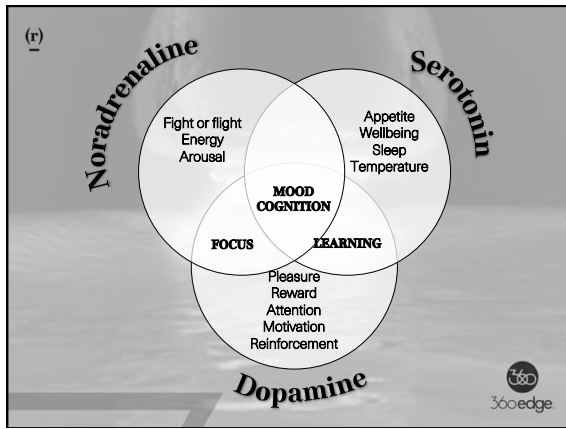 (r)
Noradrenaline
Serotonin
Fight or flight
Energy
Arousal
Appetite
Wellbeing
Sleep
Temperature
MOOD
COGNITION
FOCUS
LEARNING
Pleasure
Reward
Attention
Motivation
Reinforcement
Dopamine
360
360edge